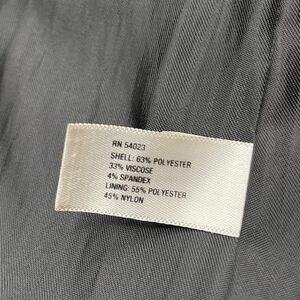 RN 54023
SHELL: 63% POLYESTER
33% VISCOSE
4% SPANDEX
LINING: 55% POLYESTER
45% NYLON